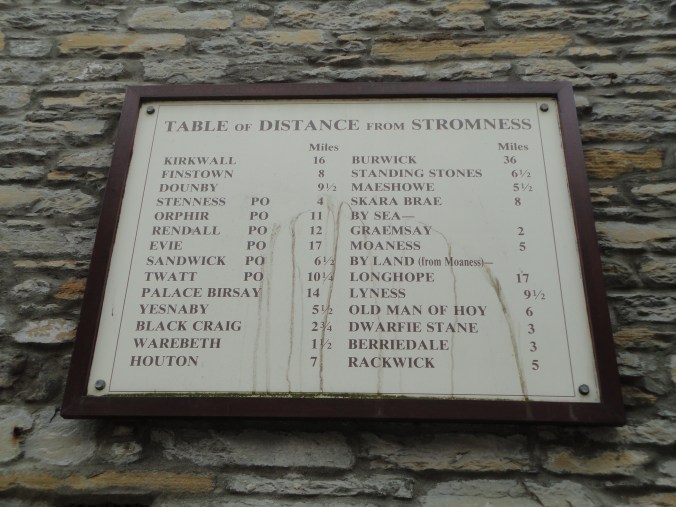 TABLE OF DISTANCE FROM STROMNESS
Miles
KIRKWALL 16
FINSTOWN 8
DOUNBY 9½
STENNESS PO 4
ORPHIR PO 11
RENDALL PO 12
EVIE PO 17
SANDWICK PO 6½
TWATT PO 10¼
PALACE BIRSAY 14
YESNABY 5½
BLACK CRAIG 2¾
WAREBETH 1½
HOUTON 7
Miles
BURWICK 36
STANDING STONES 6½
MAESHOWE 5½
SKARA BRAE 8
BY SEA—
GRAEMSAY 2
MOANESS 5
BY LAND (from Moaness)—
LONGHOPE 17
LYNESS 9½
OLD MAN OF HOY 6
DWARFIE STANE 3
BERRIEDALE 3
RACKWICK 5